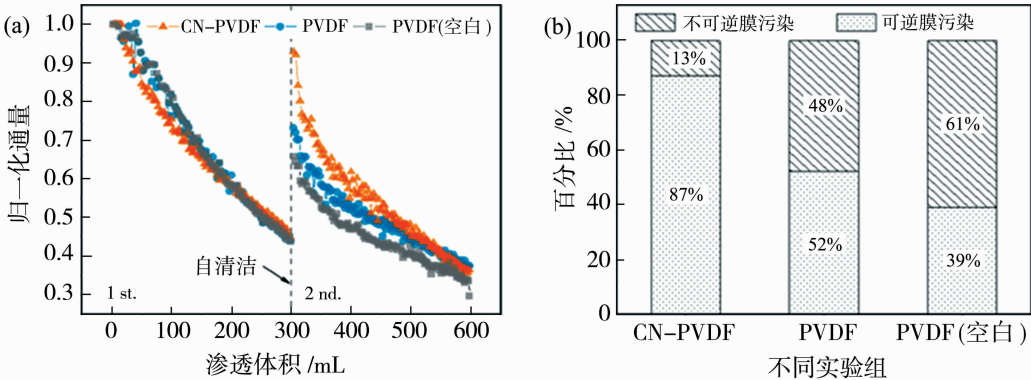 (a)
CN-PVDF PVDF PVDF(空白)
1.0
0.9
0.8
0.7
0.6
0.5
0.4
0.3
归一化通量
自清洁
1 st. 2 nd.
0 100 200 300 400 500 600
渗透体积 /mL
(b)
不可逆膜污染 可逆膜污染
100
80
60
40
20
0
百分比 /%
13%
87%
48%
52%
61%
39%
CN-PVDF PVDF PVDF(空白)
不同实验组